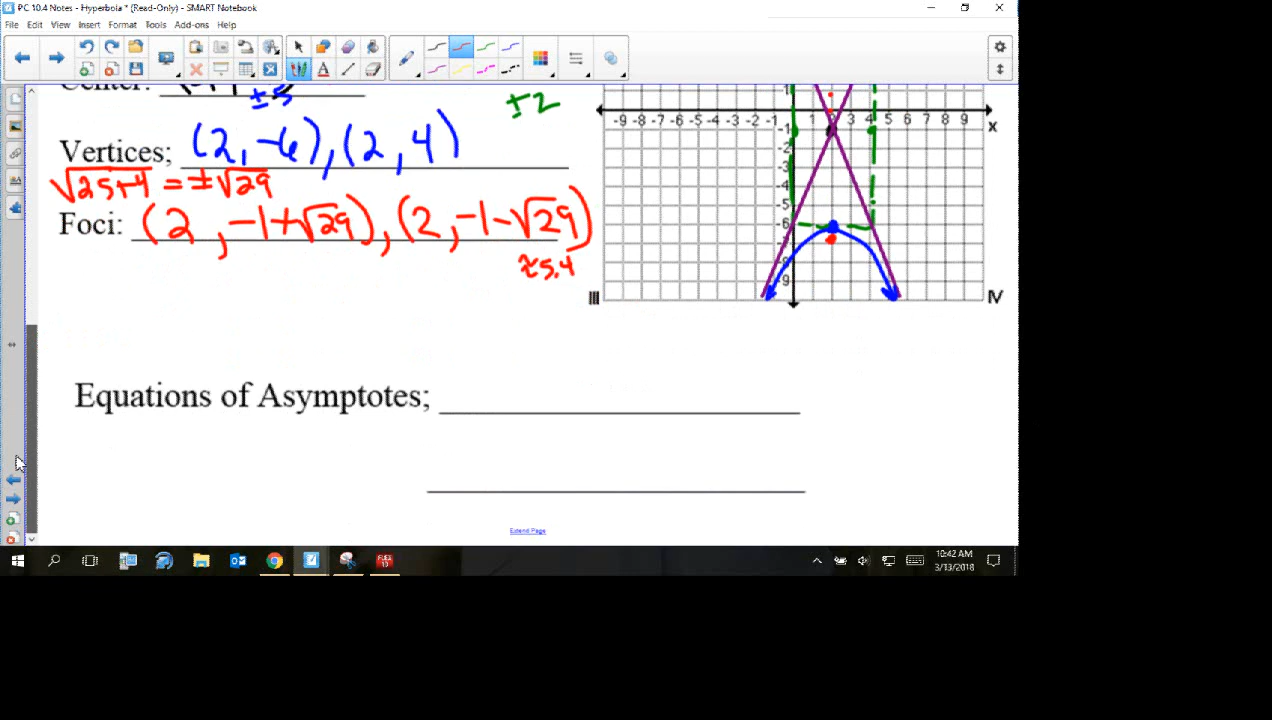 PC 10.4 Notes - Hyperbola * (Read-Only) - SMART Notebook
File Edit View Insert Format Tools Add-ons Help
Center:
±5
±2
Vertices; (2, -6), (2, 4)
√25+4 = ±√29
Foci: (2, -1+√29), (2, -1-√29)
≈5.4
1
-9 -8 -7 -6 -5 -4 -3 -2 -1 1 2 3 4 5 6 7 8 9
x
-1
-2
-3
-4
-5
-6
9
III IV
Equations of Asymptotes;
Extend Page
10:42 AM
3/13/2018